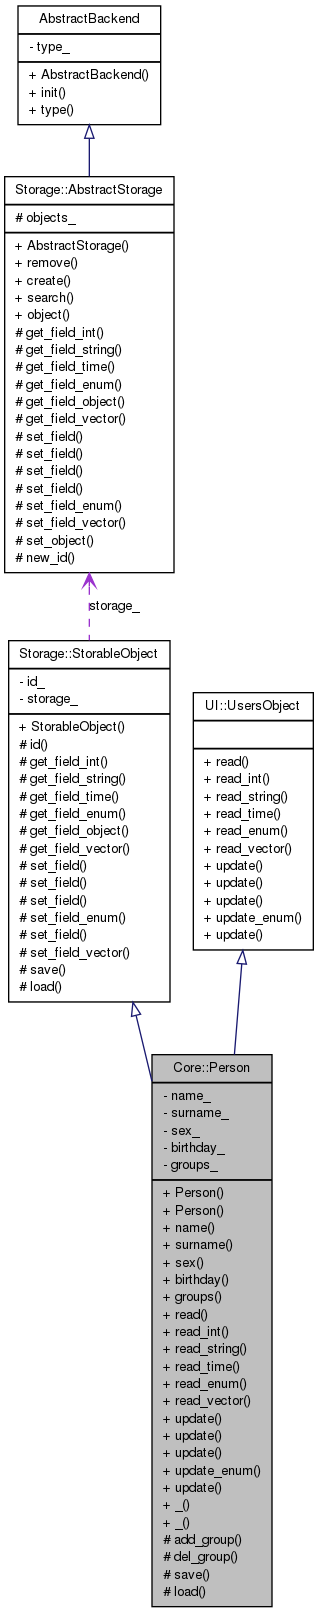 AbstractBackend
- type_
+ AbstractBackend()
+ init()
+ type()
Storage::AbstractStorage
# objects_
+ AbstractStorage()
+ remove()
+ create()
+ search()
+ object()
# get_field_int()
# get_field_string()
# get_field_time()
# get_field_enum()
# get_field_object()
# get_field_vector()
# set_field()
# set_field()
# set_field()
# set_field()
# set_field_enum()
# set_field_vector()
# set_object()
# new_id()
storage_
Storage::StorableObject
- id_
- storage_
+ StorableObject()
# id()
# get_field_int()
# get_field_string()
# get_field_time()
# get_field_enum()
# get_field_object()
# get_field_vector()
# set_field()
# set_field()
# set_field()
# set_field_enum()
# set_field()
# set_field_vector()
# save()
# load()
UI::UsersObject
+ read()
+ read_int()
+ read_string()
+ read_time()
+ read_enum()
+ read_vector()
+ update()
+ update()
+ update()
+ update_enum()
+ update()
Core::Person
- name_
- surname_
- sex_
- birthday_
- groups_
+ Person()
+ Person()
+ name()
+ surname()
+ sex()
+ birthday()
+ groups()
+ read()
+ read_int()
+ read_string()
+ read_time()
+ read_enum()
+ read_vector()
+ update()
+ update()
+ update()
+ update_enum()
+ update()
+ _()
+ _()
# add_group()
# del_group()
# save()
# load()